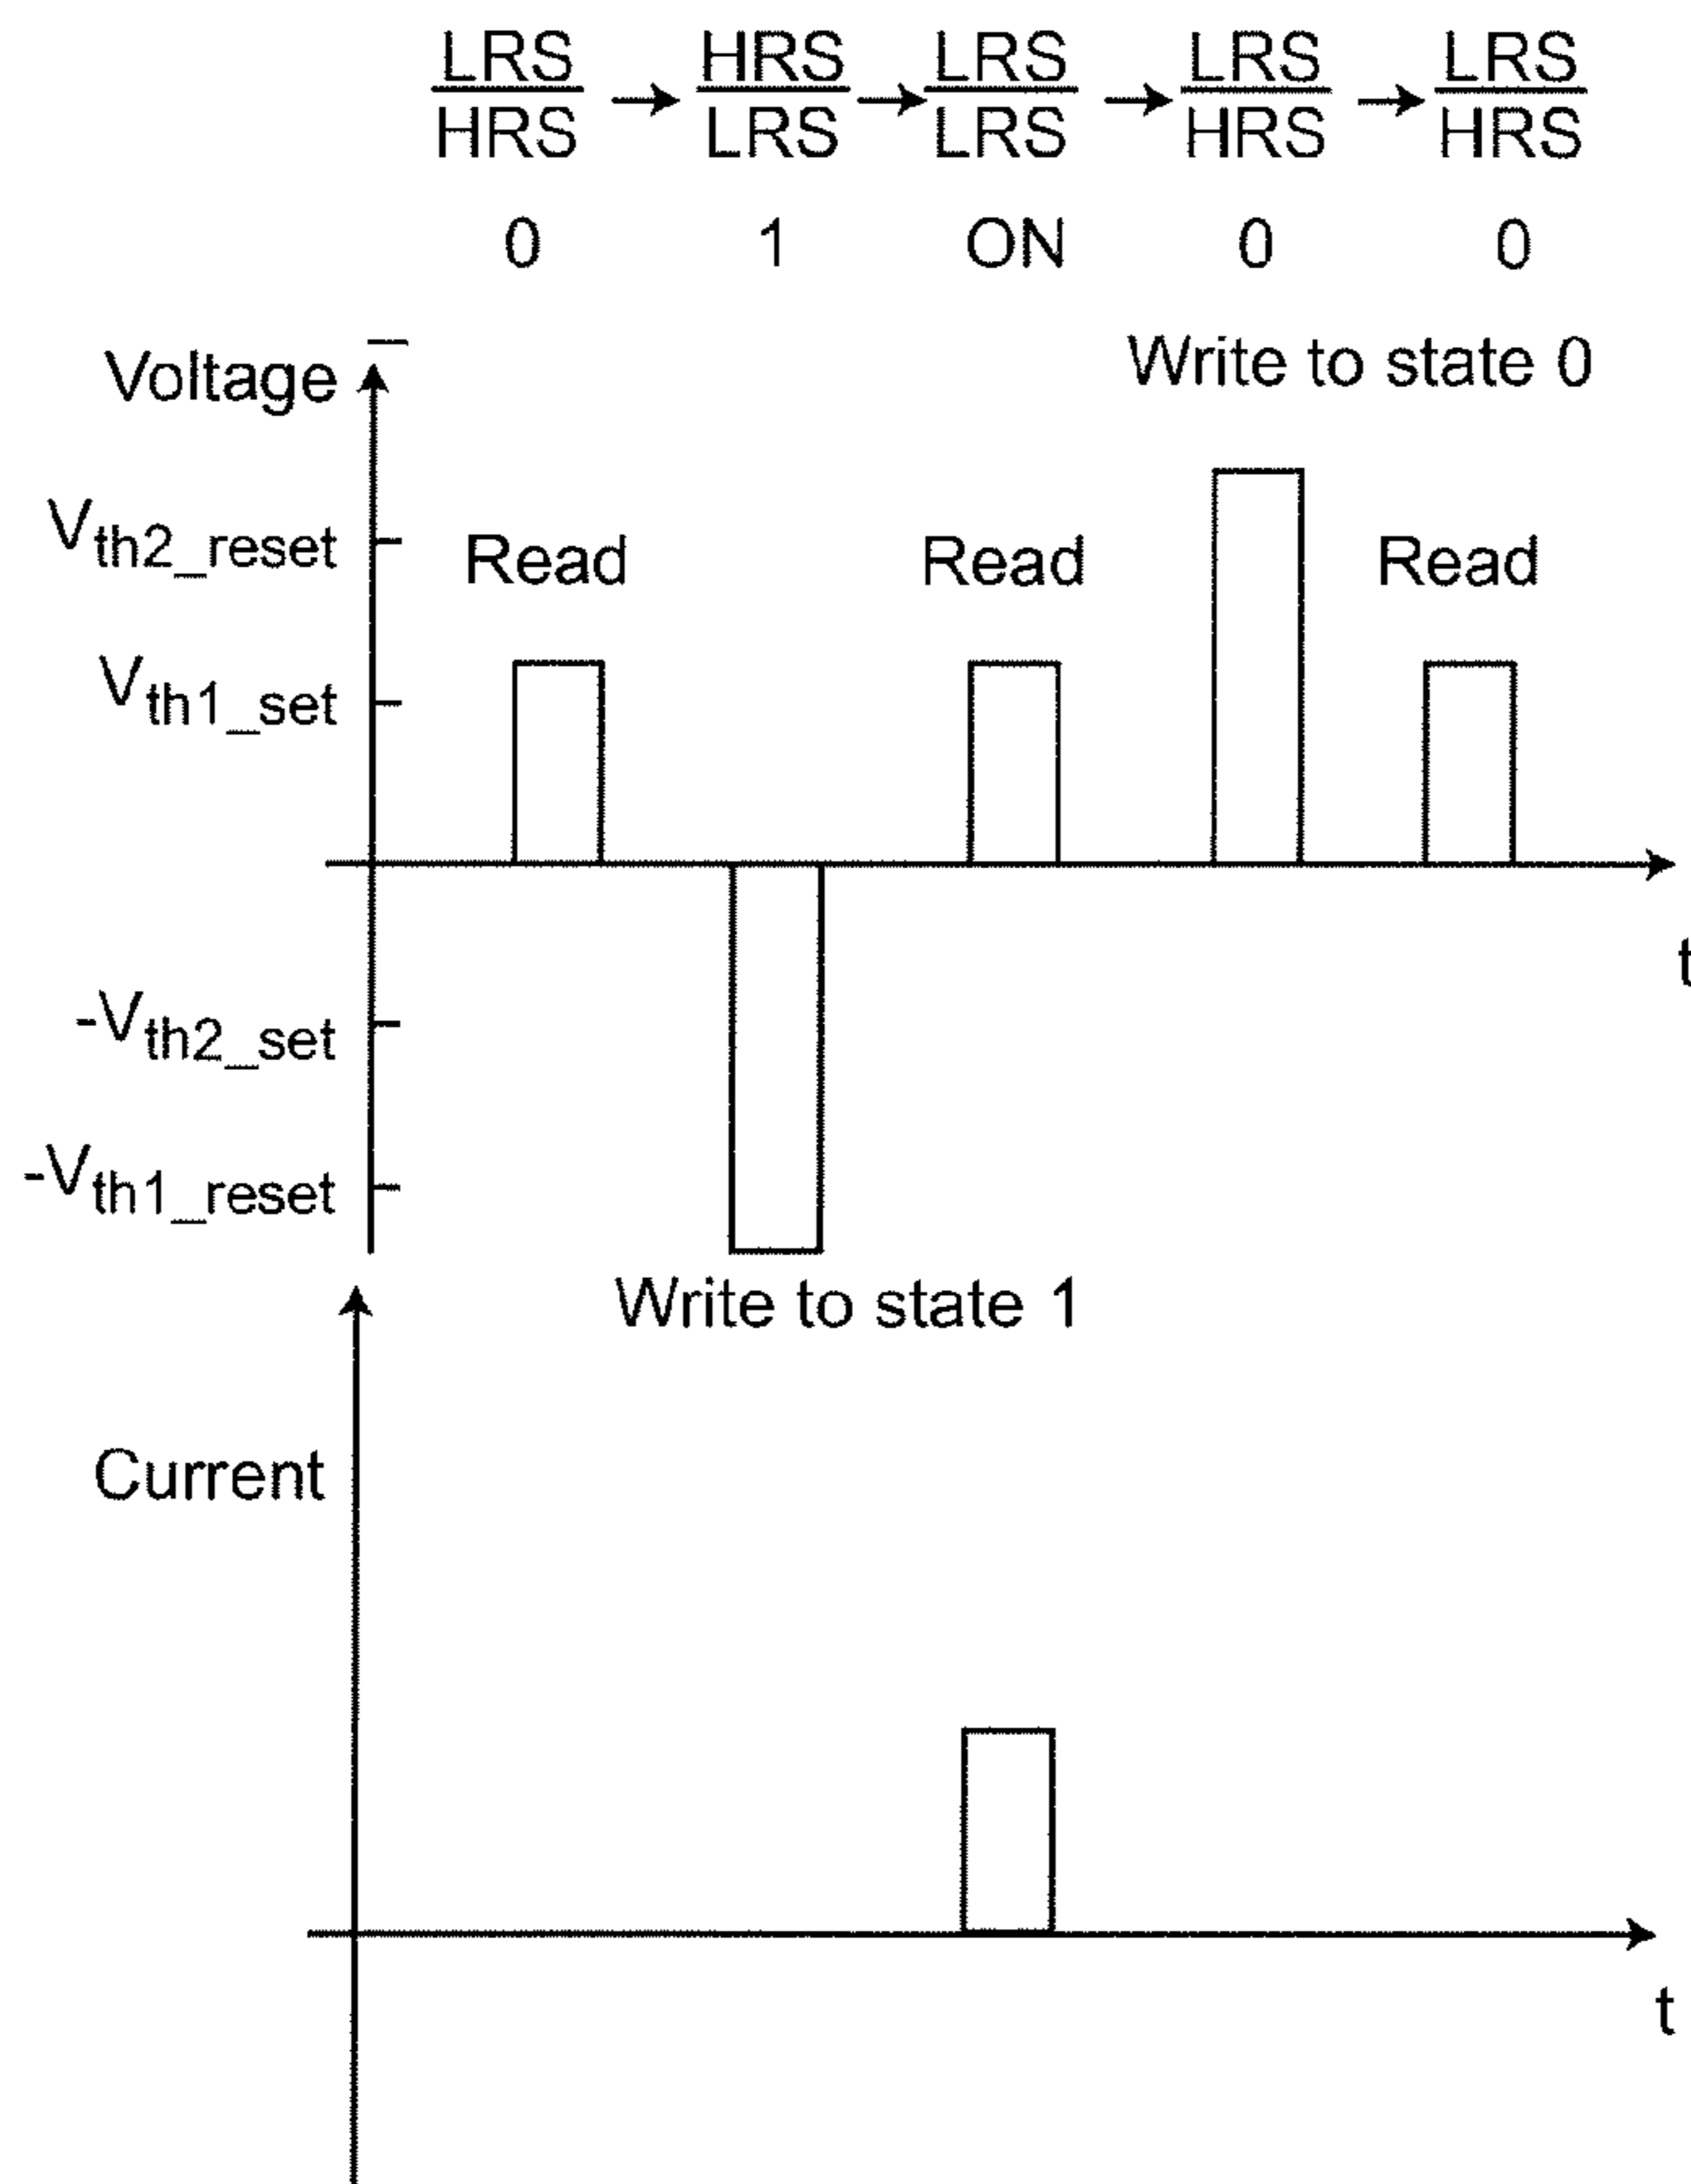 LRS HRS LRS LRS LRS
HRS LRS LRS HRS HRS
0 1 ON 0 0
Voltage
Write to state 0
Vth2_reset
Read Read Read
Vth1_set
t
-Vth2_set
-Vth1_reset
Write to state 1
Current
t